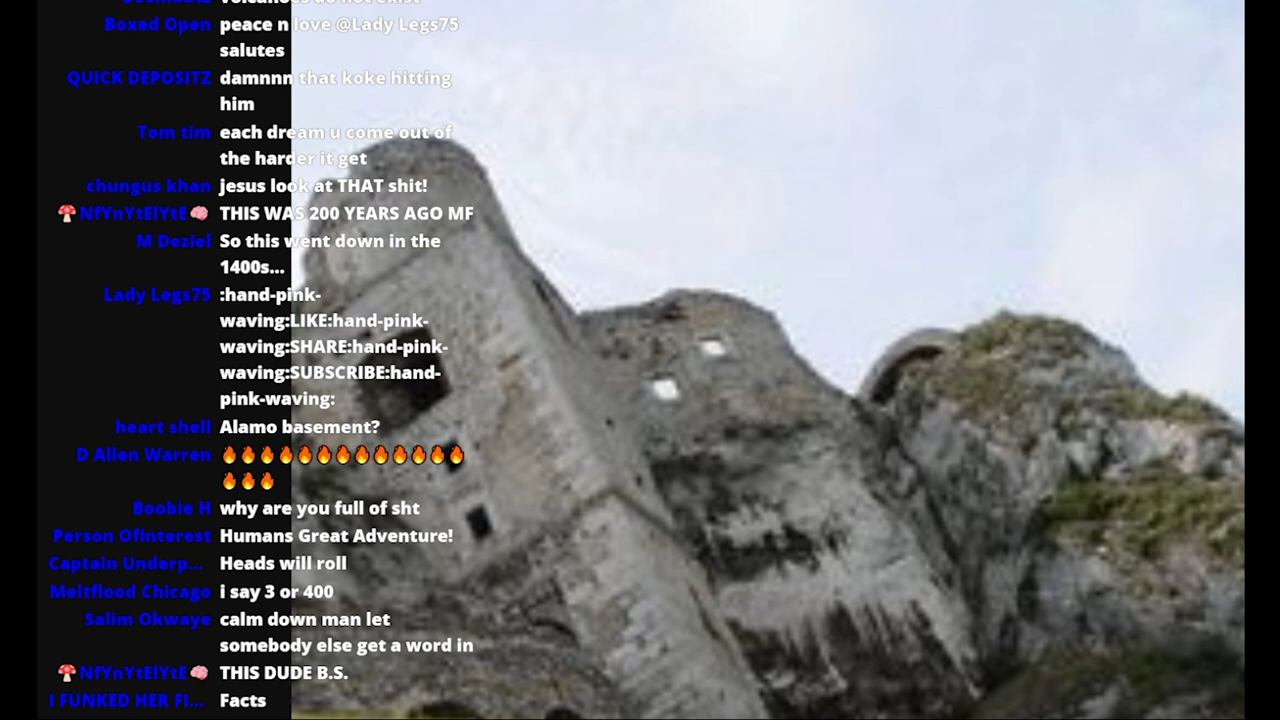 Boxed Open peace n love @Lady Legs75
salutes
QUICK DEPOSITZ damnnn that koke hitting
him
Tom tim each dream u come out of
the harder it get
chungus khan jesus look at THAT shit!
🍄NfYnYtElYtE🧠 THIS WAS 200 YEARS AGO MF
M Deziel So this went down in the
1400s...
Lady Legs75 :hand-pink-
waving:LIKE:hand-pink-
waving:SHARE:hand-pink-
waving:SUBSCRIBE:hand-
pink-waving:
heart shell Alamo basement?
D Allen Warren 🔥🔥🔥🔥🔥🔥🔥🔥🔥🔥🔥🔥🔥
🔥🔥🔥
Boobie H why are you full of sht
Person Ofinterest Humans Great Adventure!
Captain Underp... Heads will roll
Meltflood Chicago i say 3 or 400
Salim Okwaye calm down man let
somebody else get a word in
🍄NfYnYtElYtE🧠 THIS DUDE B.S.
I FUNKED HER FI... Facts